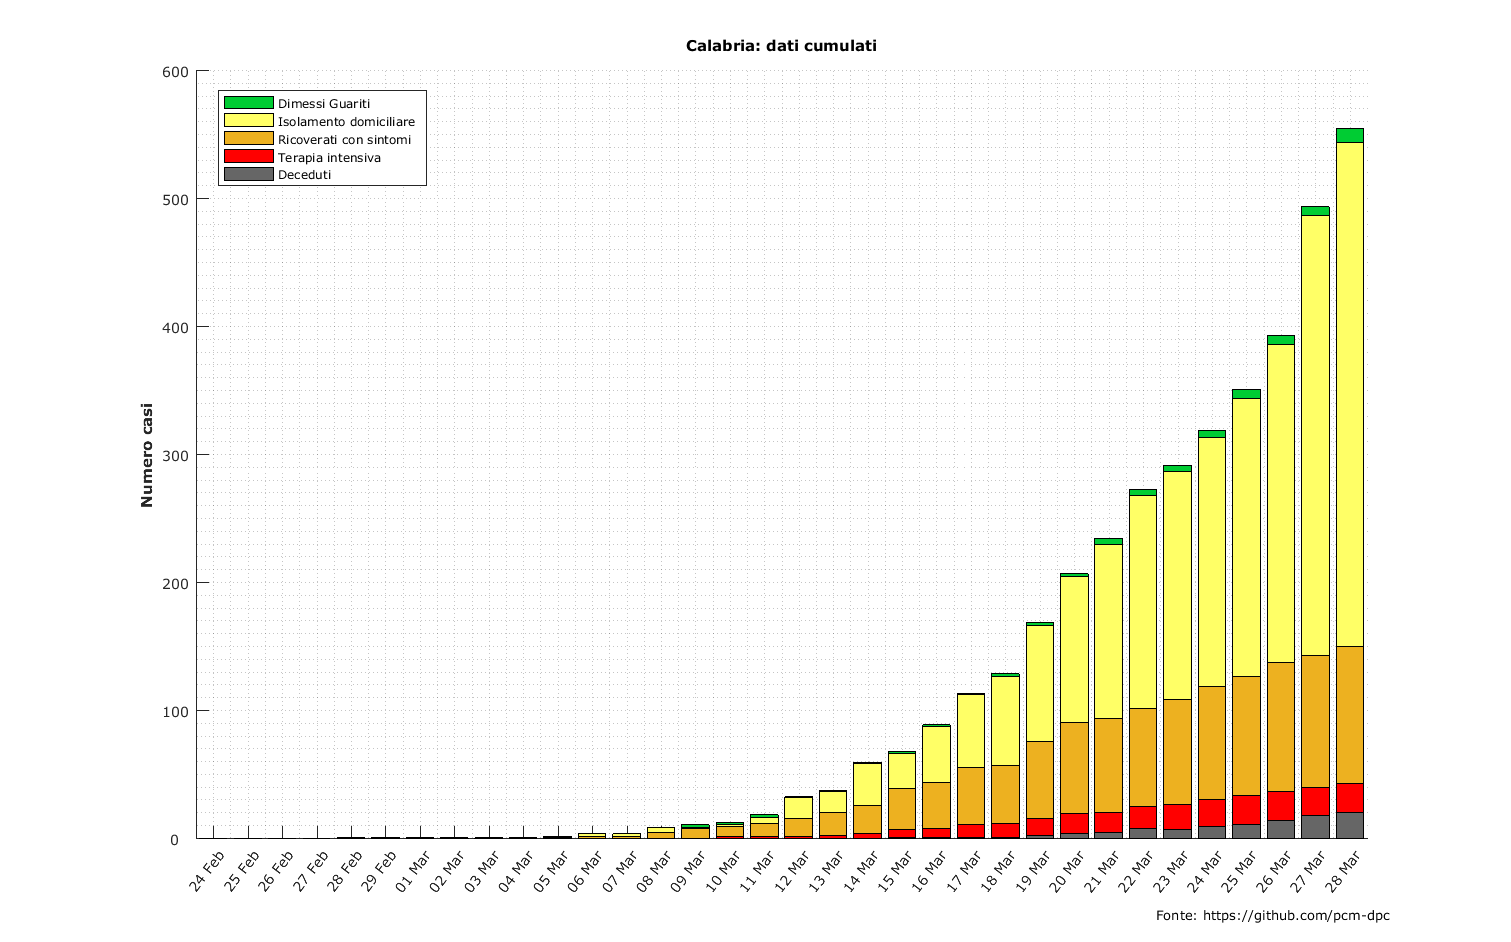 Calabria: dati cumulati
600
500
400
300
200
100
0
Numero casi
Dimessi Guariti
Isolamento domiciliare
Ricoverati con sintomi
Terapia intensiva
Deceduti
24 Feb
25 Feb
26 Feb
27 Feb
28 Feb
29 Feb
01 Mar
02 Mar
03 Mar
04 Mar
05 Mar
06 Mar
07 Mar
08 Mar
09 Mar
10 Mar
11 Mar
12 Mar
13 Mar
14 Mar
15 Mar
16 Mar
17 Mar
18 Mar
19 Mar
20 Mar
21 Mar
22 Mar
23 Mar
24 Mar
25 Mar
26 Mar
27 Mar
28 Mar
Fonte: https://github.com/pcm-dpc